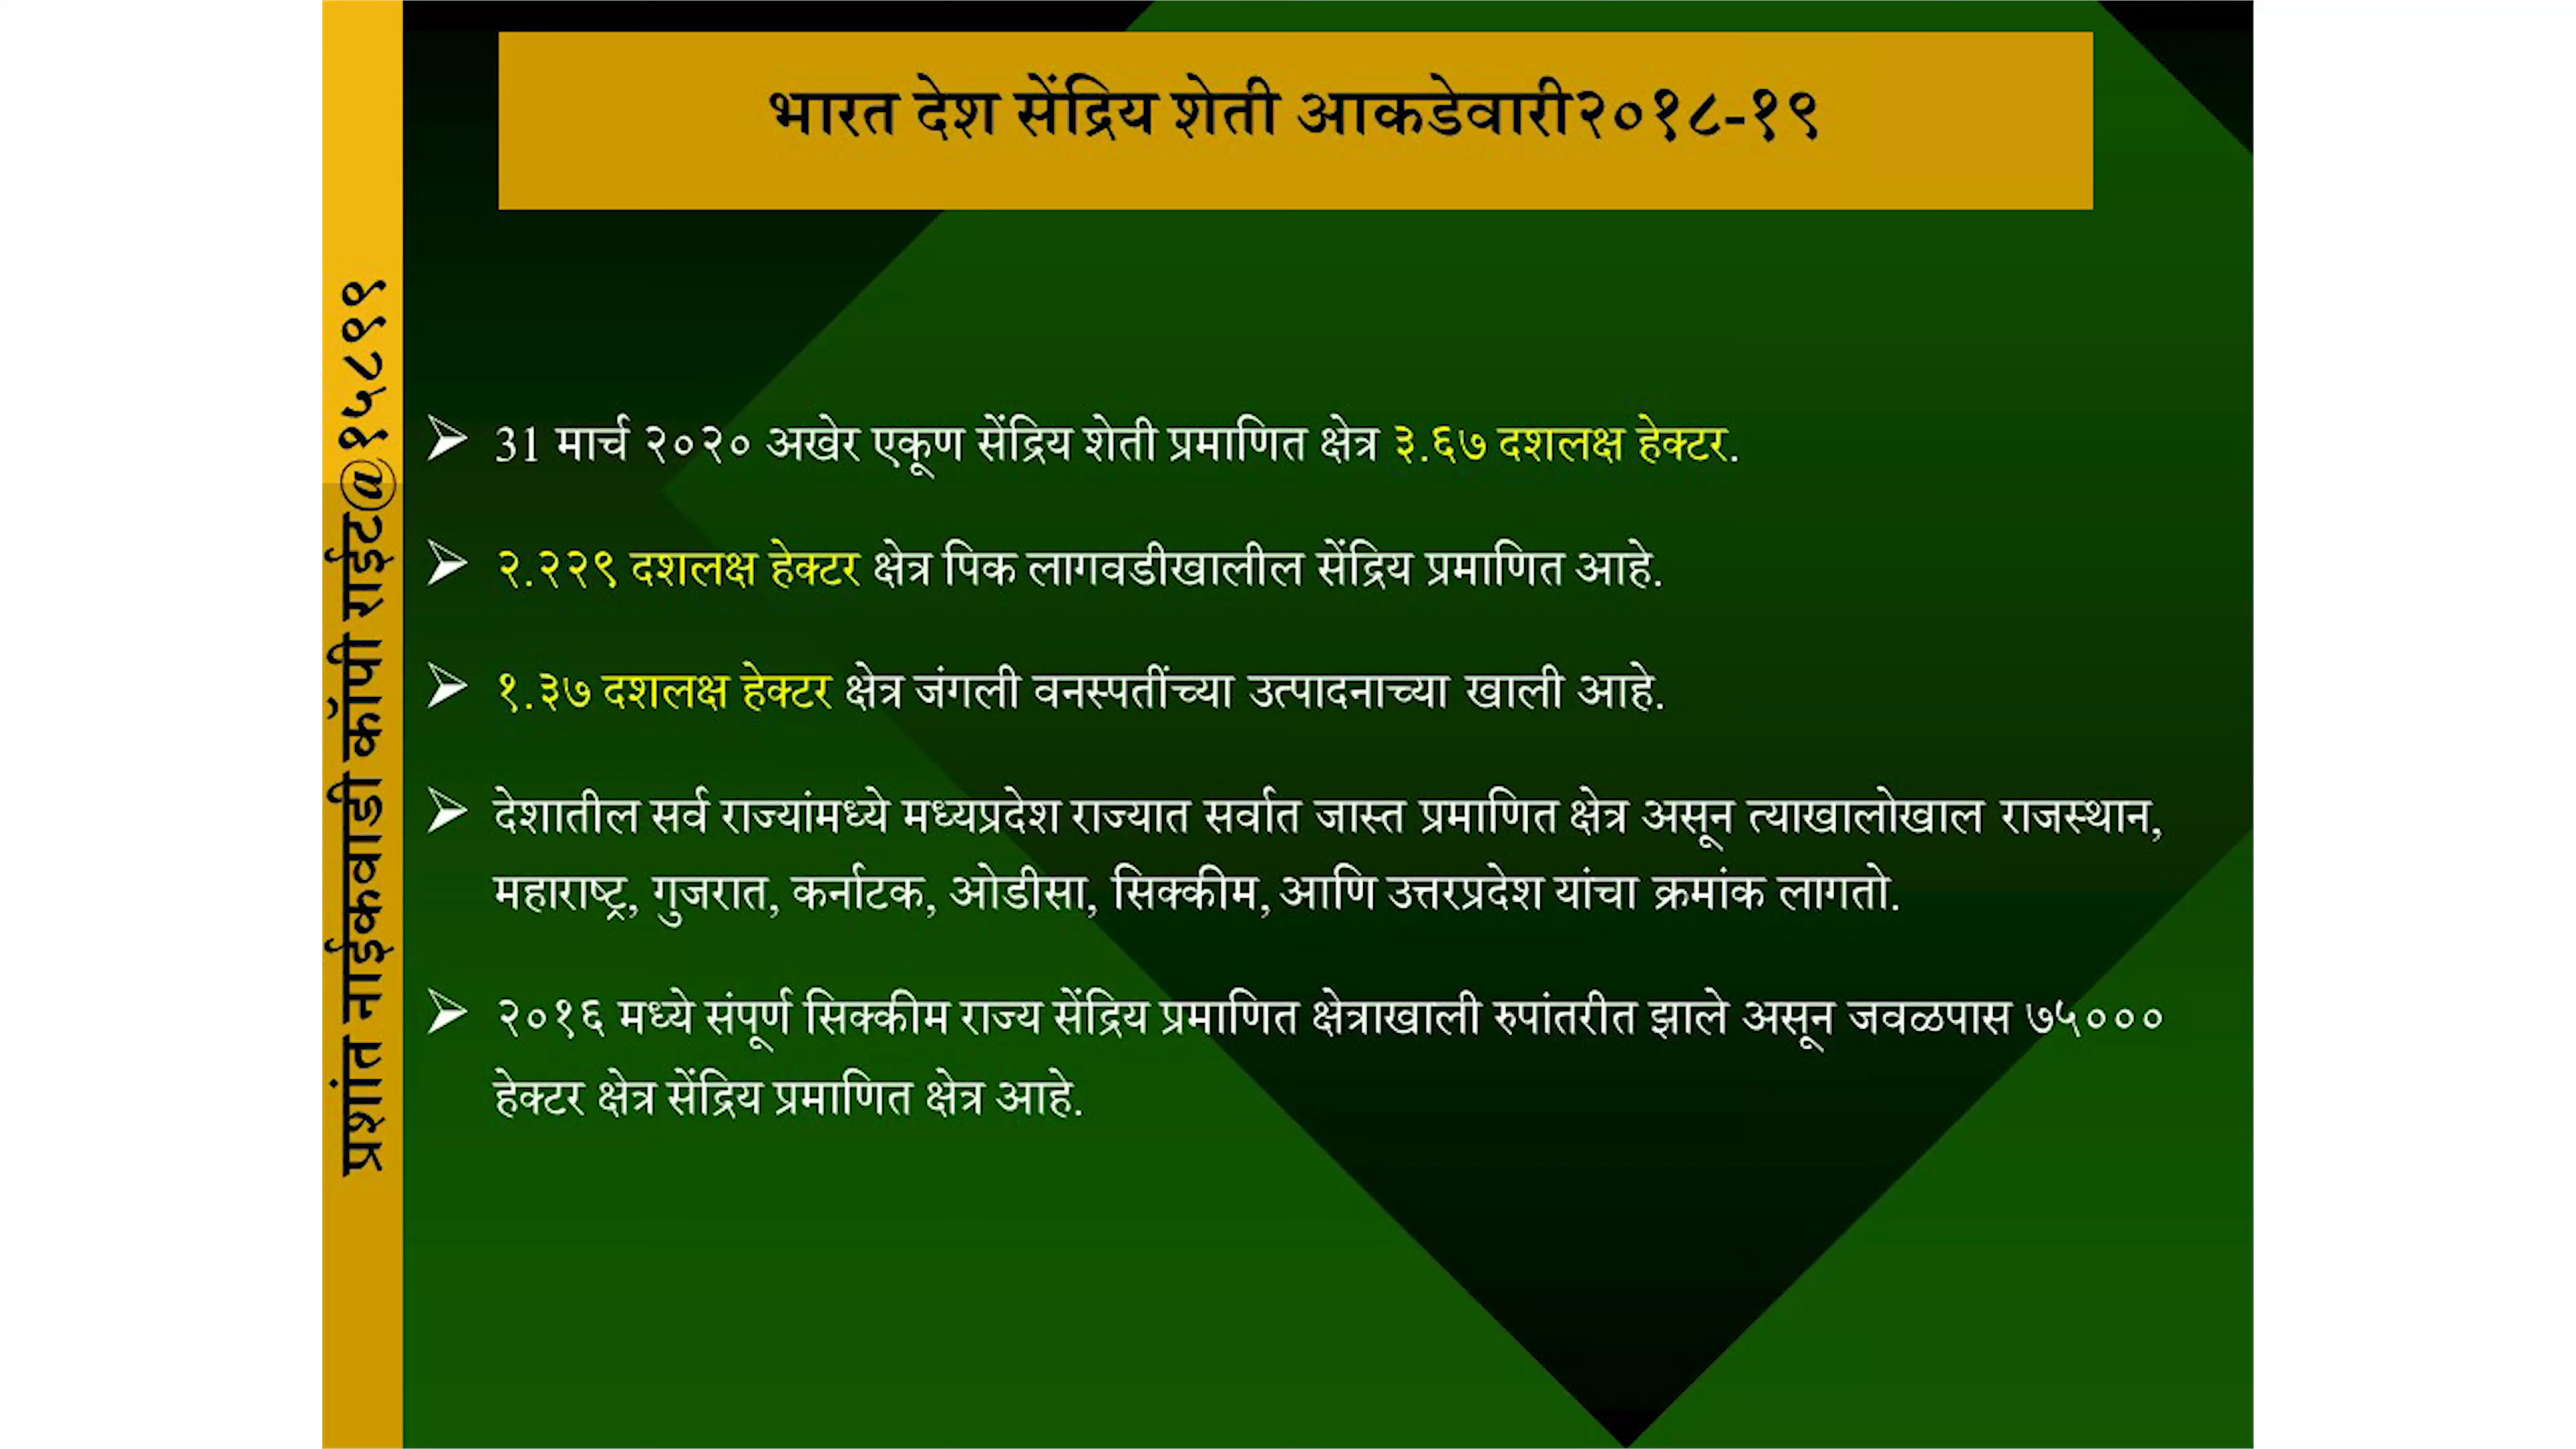 भारत देश सेंद्रिय शेती आकडेवारी२०१८-१९
31 मार्च २०२० अखेर एकूण सेंद्रिय शेती प्रमाणित क्षेत्र ३.६७ दशलक्ष हेक्टर.
२.२२९ दशलक्ष हेक्टर क्षेत्र पिक लागवडीखालील सेंद्रिय प्रमाणित आहे.
१.३७ दशलक्ष हेक्टर क्षेत्र जंगली वनस्पतींच्या उत्पादनाच्या खाली आहे.
देशातील सर्व राज्यांमध्ये मध्यप्रदेश राज्यात सर्वात जास्त प्रमाणित क्षेत्र असून त्याखालोखाल राजस्थान,
महाराष्ट्र, गुजरात, कर्नाटक, ओडीसा, सिक्कीम, आणि उत्तरप्रदेश यांचा क्रमांक लागतो.
२०१६ मध्ये संपूर्ण सिक्कीम राज्य सेंद्रिय प्रमाणित क्षेत्राखाली रुपांतरीत झाले असून जवळपास ७५०००
हेक्टर क्षेत्र सेंद्रिय प्रमाणित क्षेत्र आहे.
प्रशांत नाईकवाडी कॉपी राईट@१५८९९